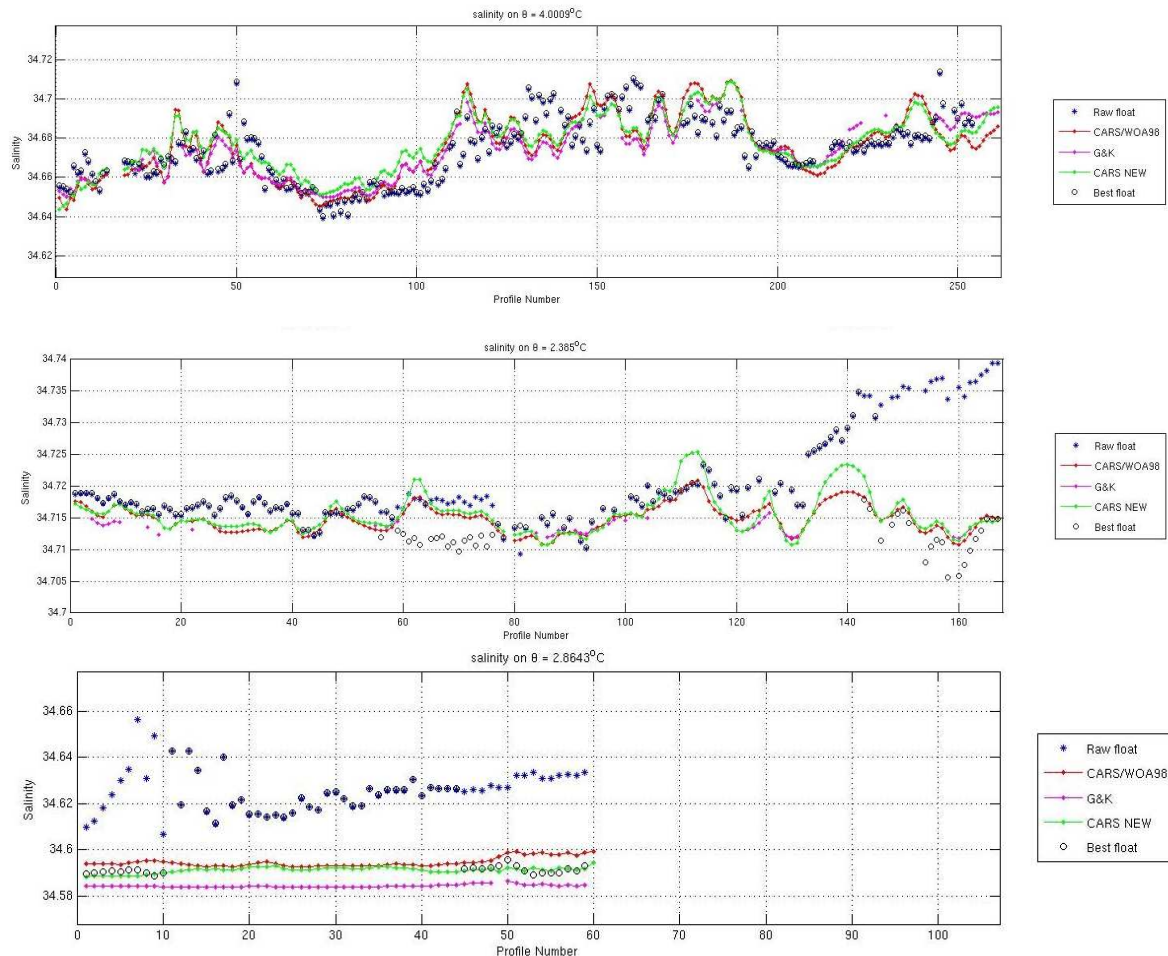 salinity on θ = 4.0009°C
34.72
34.7
34.68
34.66
34.64
34.62
Salinity
0
50
100
150
200
250
Profile Number
Raw float
CARS/WOA98
G&K
CARS NEW
Best float
salinity on θ = 2.385°C
34.74
34.735
34.73
34.725
34.72
34.715
34.71
34.705
34.7
Salinity
0
20
40
60
80
100
120
140
160
Profile Number
Raw float
CARS/WOA98
G&K
CARS NEW
Best float
salinity on θ = 2.8643°C
34.66
34.64
34.62
34.6
34.58
Salinity
0
10
20
30
40
50
60
70
80
90
100
Profile Number
Raw float
CARS/WOA98
G&K
CARS NEW
Best float